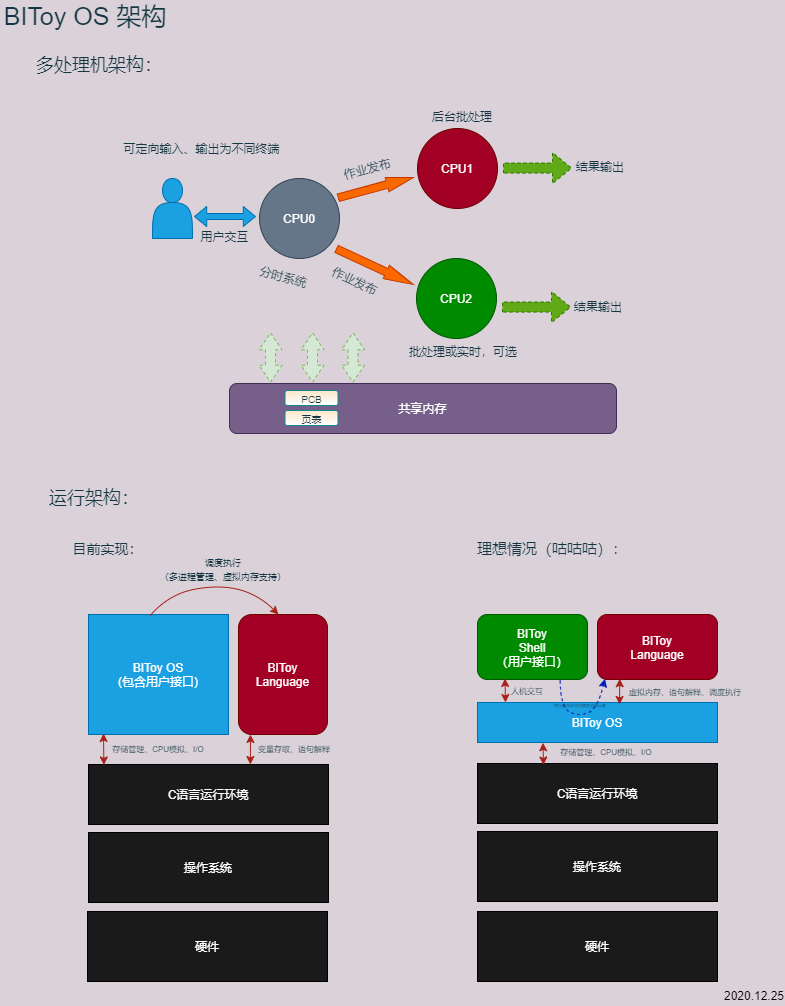 BIToy OS 架构
多处理机架构：
后台批处理
可定向输入、输出为不同终端
作业发布
CPU1
结果输出
CPU0
用户交互
分时系统
作业发布
CPU2
结果输出
批处理或实时，可选
PCB
页表
共享内存
运行架构：
目前实现：
调度执行
（多进程管理、虚拟内存支持）
BIToy OS
(包含用户接口)
BIToy
Language
存储管理、CPU模拟、I/O
变量存取、语句解释
C语言运行环境
操作系统
硬件
理想情况（咕咕咕）：
BIToy
Shell
(用户接口)
BIToy
Language
人机交互
虚拟内存、语句解释、调度执行
BIToy OS
存储管理、CPU模拟、I/O
C语言运行环境
操作系统
硬件
2020.12.25